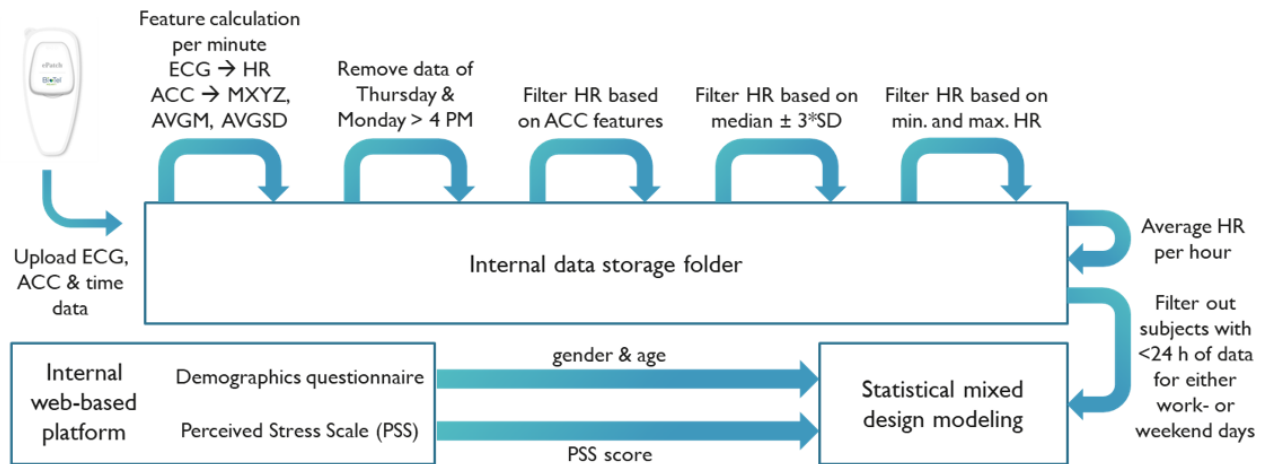 Feature calculation
per minute
ECG → HR
ACC → MXYZ,
AVGM, AVGSD
Remove data of
Thursday &
Monday > 4 PM
Filter HR based
on ACC features
Filter HR based on
median ± 3*SD
Filter HR based on
min. and max. HR
ePatch
BioTel
Upload ECG,
ACC & time
data
Internal data storage folder
Average HR
per hour
Filter out
subjects with
<24 h of data
for either
work- or
weekend days
Internal
web-based
platform
Demographics questionnaire
Perceived Stress Scale (PSS)
gender & age
PSS score
Statistical mixed
design modeling